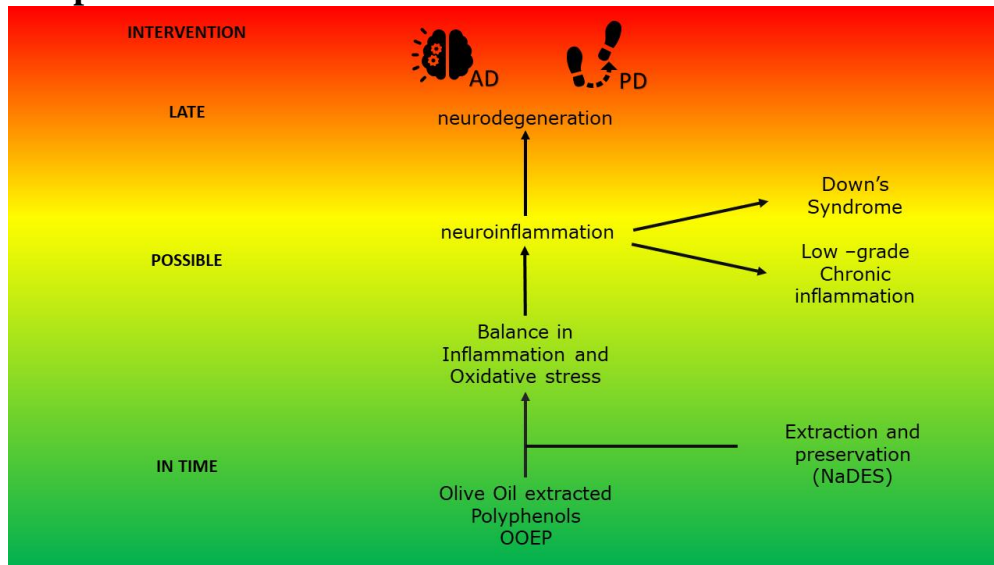 INTERVENTION
AD
PD
LATE
neurodegeneration
Down’s
Syndrome
neuroinflammation
POSSIBLE
Low –grade
Chronic
inflammation
Balance in
Inflammation and
Oxidative stress
Extraction and
preservation
(NaDES)
IN TIME
Olive Oil extracted
Polyphenols
OOEP